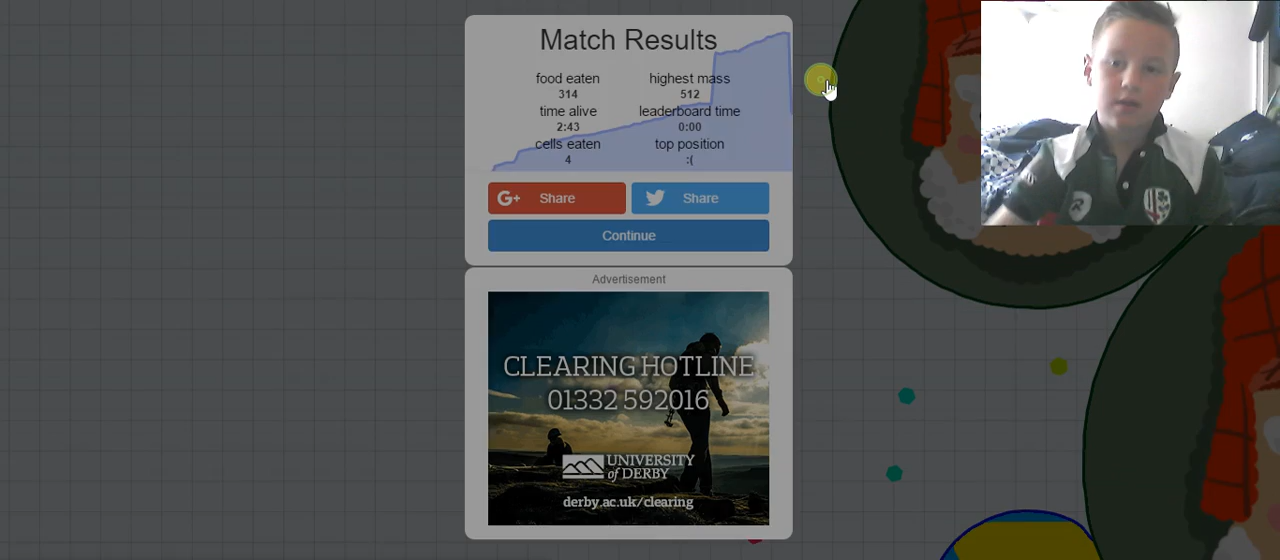 Match Results
food eaten highest mass
314 512
time alive leaderboard time
2:43 0:00
cells eaten top position
4 :(
G+ Share Share
Continue
Advertisement
CLEARING HOTLINE
01332 592016
UNIVERSITY
of DERBY
derby.ac.uk/clearing